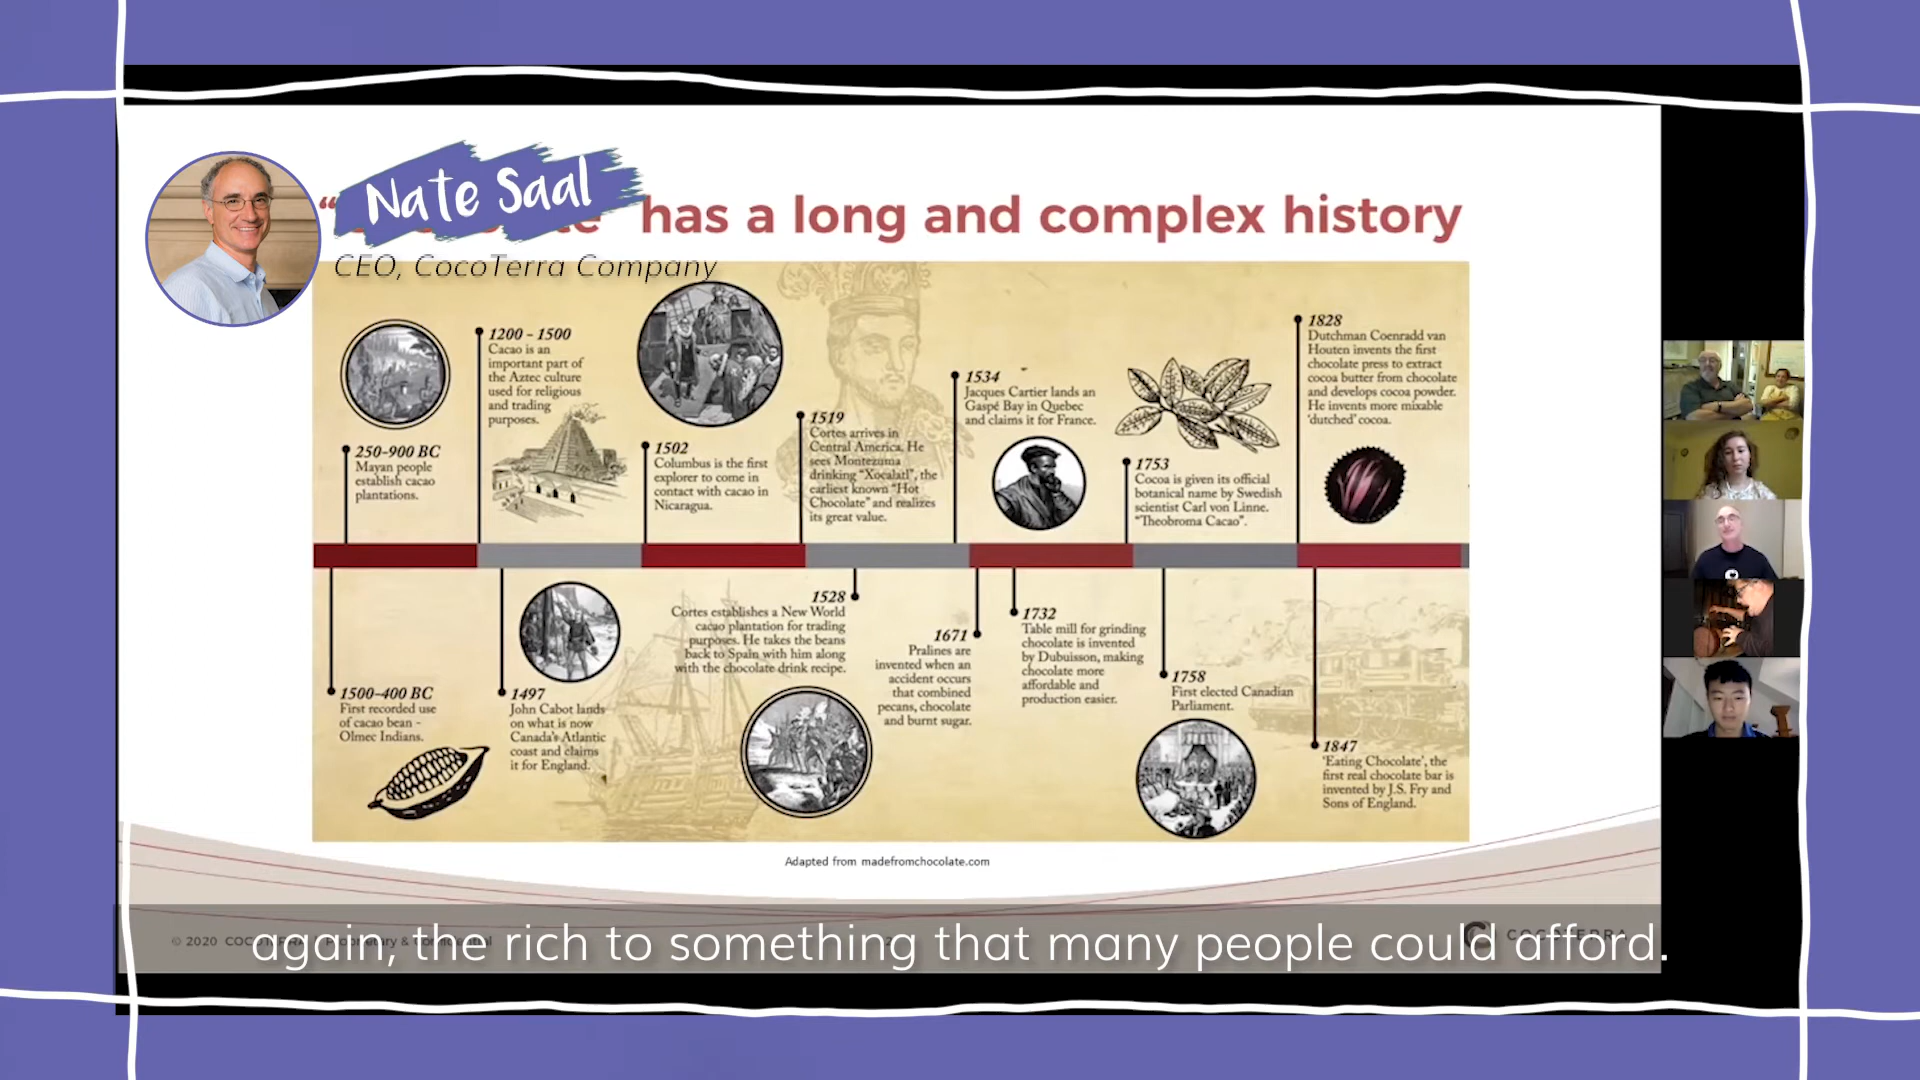 Nate Saal
" has a long and complex history
CEO, CocoTerra Company
250-900 BC
Mayan people
establish cacao
plantations.
1200 - 1500
Cacao is an
important part of
the Aztec culture
used for religious
and trading
purposes.
1502
Columbus is the first
explorer to come in
contact with cacao in
Nicaragua.
1519
Cortes arrives in
Central America. He
sees Montezuma
drinking "Xocalatl", the
earliest known "Hot
Chocolate" and realizes
its great value.
1534
Jacques Cartier lands an
Gaspé Bay in Quebec
and claims it for France.
1753
Cocoa is given its official
botanical name by Swedish
scientist Carl von Linne.
"Theobroma Cacao".
1828
Dutchman Coenradd van
Houten invents the first
chocolate press to extract
cocoa butter from chocolate
and develops cocoa powder.
He invents more mixable
'dutched' cocoa.
1500-400 BC
First recorded use
of cacao bean -
Olmec Indians.
1497
John Cabot lands
on what is now
Canada's Atlantic
coast and claims
it for England.
1528
Cortes establishes a New World
cacao plantation for trading
purposes. He takes the beans
back to Spain with him along
with the chocolate drink recipe.
1671
Pralines are
invented when an
accident occurs
that combined
pecans, chocolate
and burnt sugar.
1732
Table mill for grinding
chocolate is invented
by Dubuisson, making
chocolate more
affordable and
production easier.
1758
First elected Canadian
Parliament.
1847
'Eating Chocolate', the
first real chocolate bar is
invented by J.S. Fry and
Sons of England.
Adapted from madefromchocolate.com
© 2020 COCOTERRA Proprietary & Confidential
COCOTERRA
again, the rich to something that many people could afford.